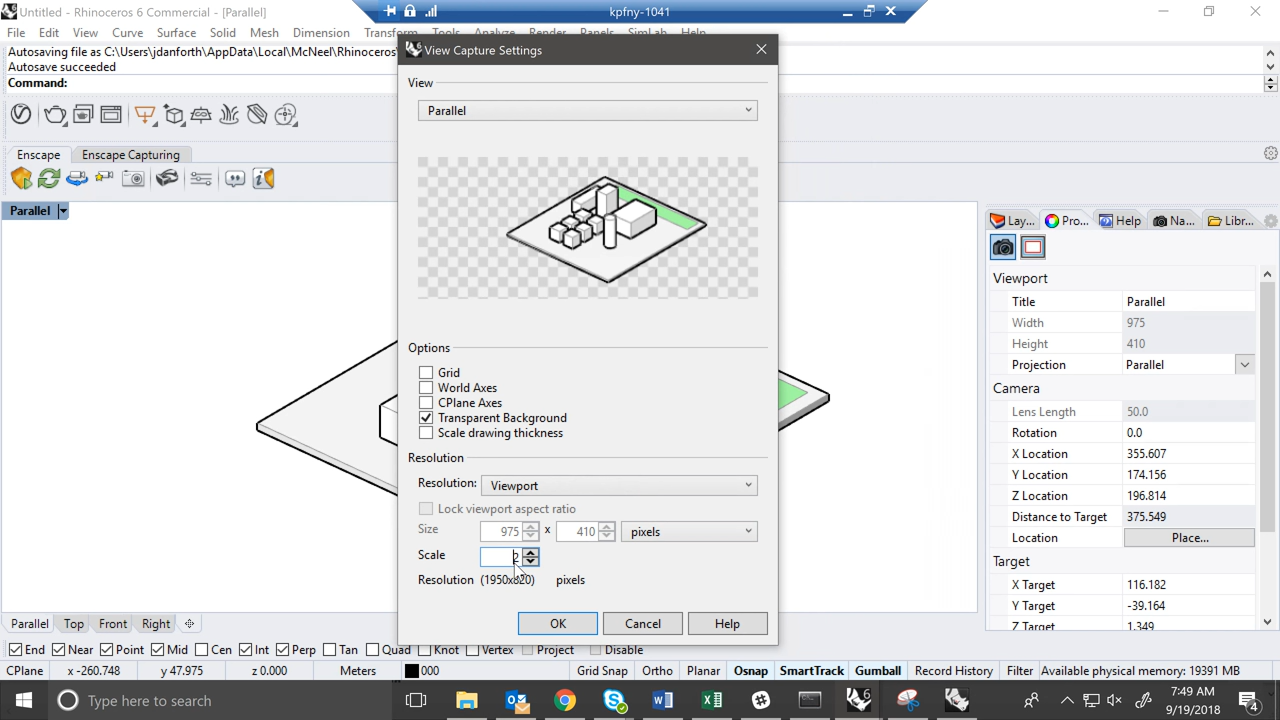 Untitled - Rhinoceros 6 Commercial - [Parallel]
kpfny-1041
File Edit View Curve Surface Solid Mesh Dimension Transform Tools Analyze Render Panels SimLab Help
Autosaving file as C:\Users\jdanforth\AppData\Local\McNeel\Rhinoceros
Autosave succeeded
Command:
Enscape Enscape Capturing
Parallel
View Capture Settings
View
Parallel
Options
Grid
World Axes
CPlane Axes
Transparent Background
Scale drawing thickness
Resolution
Resolution: Viewport
Lock viewport aspect ratio
Size 975 x 410 pixels
Scale 2
Resolution (1950x820) pixels
OK Cancel Help
Lay... Pro... Help Na... Libr...
Viewport
Title Parallel
Width 975
Height 410
Projection Parallel
Camera
Lens Length 50.0
Rotation 0.0
X Location 355.607
Y Location 174.156
Z Location 196.814
Distance to Target 375.549
Location Place...
Target
X Target 116.182
Y Target -39.164
Z Target 1.349
Parallel Top Front Right
End Near Point Mid Cen Int Perp Tan Quad Knot Vertex Project Disable
CPlane x -260.748 y 47.975 z 0.000 Meters 000 Grid Snap Ortho Planar Osnap SmartTrack Gumball Record History Filter Available physical memory: 19391 MB
Type here to search
7:49 AM
9/19/2018
4